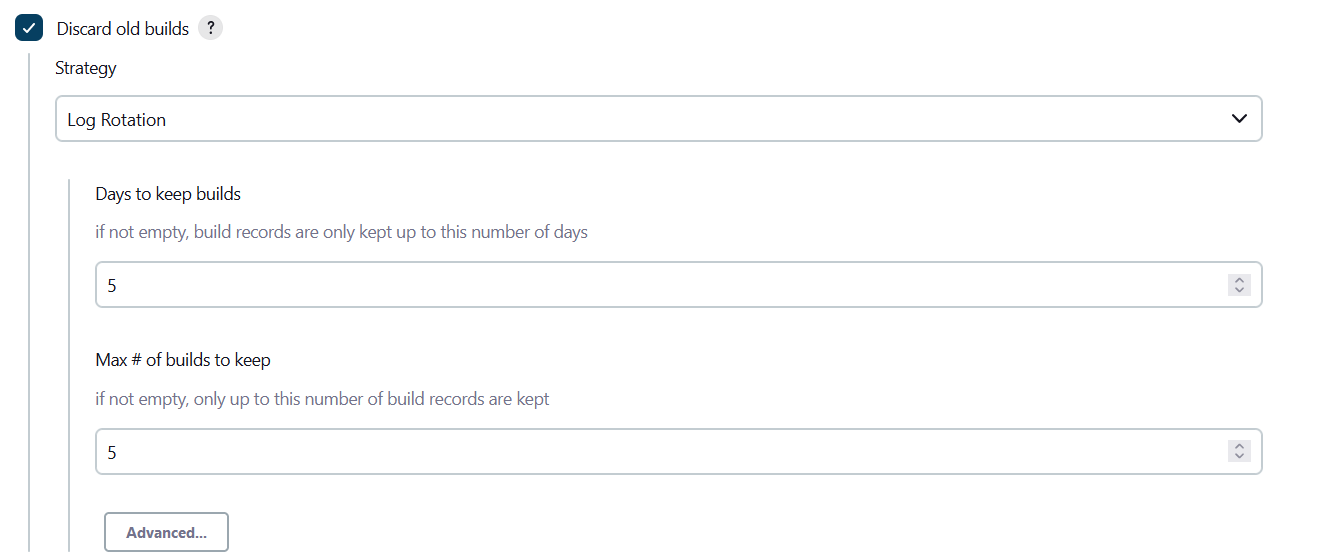 Discard old builds ?
Strategy
Log Rotation
Days to keep builds
if not empty, build records are only kept up to this number of days
5
Max # of builds to keep
if not empty, only up to this number of build records are kept
5
Advanced...